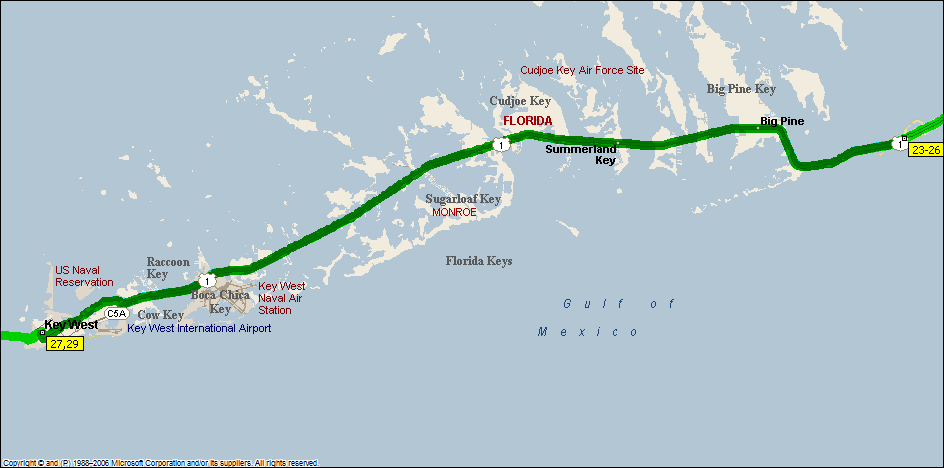 Cudjoe Key Air Force Site
Big Pine Key
Cudjoe Key
FLORIDA
Big Pine
1
1
Summerland
Key
23-26
Sugarloaf Key
MONROE
Florida Keys
Raccoon
Key
US Naval
Reservation
1
Boca Chica
Key
Key West
Naval Air
Station
Gulf of
Mexico
C5A
Cow Key
Key West
Key West International Airport
27,29
Copyright © and (P) 1988–2006 Microsoft Corporation and/or its suppliers. All rights reserved.